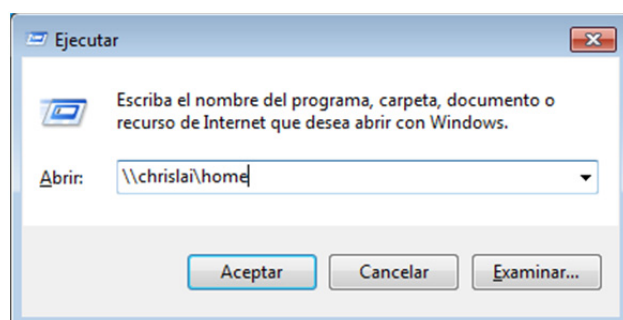 Ejecutar
Escriba el nombre del programa, carpeta, documento o
recurso de Internet que desea abrir con Windows.
Abrir: \\chrislai\home
Aceptar Cancelar Examinar...